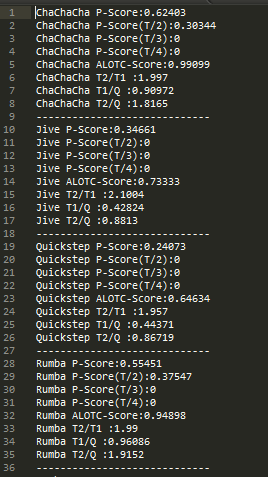 1 ChaChaCha P-Score:0.62403
2 ChaChaCha P-Score(T/2):0.30344
3 ChaChaCha P-Score(T/3):0
4 ChaChaCha P-Score(T/4):0
5 ChaChaCha ALOTC-Score:0.99099
6 ChaChaCha T2/T1 :1.997
7 ChaChaCha T1/Q :0.90972
8 ChaChaCha T2/Q :1.8165
9 ------------------------------
10 Jive P-Score:0.34661
11 Jive P-Score(T/2):0
12 Jive P-Score(T/3):0
13 Jive P-Score(T/4):0
14 Jive ALOTC-Score:0.73333
15 Jive T2/T1 :2.1004
16 Jive T1/Q :0.42824
17 Jive T2/Q :0.8813
18 ------------------------------
19 Quickstep P-Score:0.24073
20 Quickstep P-Score(T/2):0
21 Quickstep P-Score(T/3):0
22 Quickstep P-Score(T/4):0
23 Quickstep ALOTC-Score:0.64634
24 Quickstep T2/T1 :1.957
25 Quickstep T1/Q :0.44371
26 Quickstep T2/Q :0.86719
27 ------------------------------
28 Rumba P-Score:0.55451
29 Rumba P-Score(T/2):0.37547
30 Rumba P-Score(T/3):0
31 Rumba P-Score(T/4):0
32 Rumba ALOTC-Score:0.94898
33 Rumba T2/T1 :1.99
34 Rumba T1/Q :0.96086
35 Rumba T2/Q :1.9152
36 ------------------------------